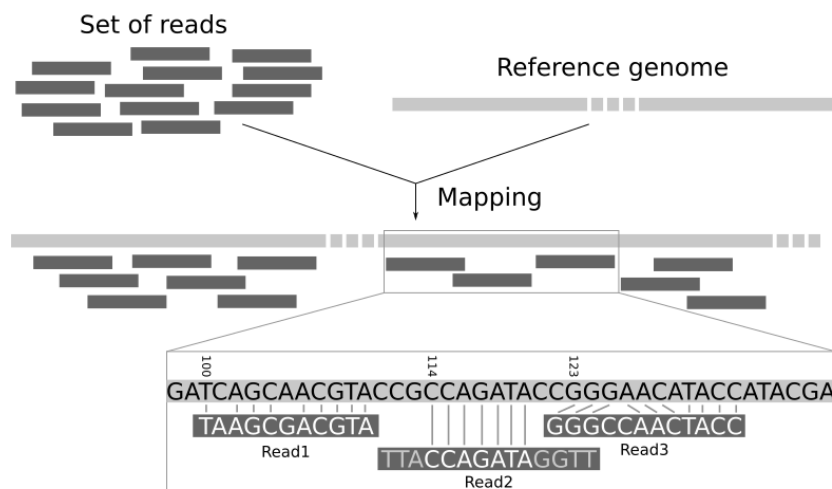 Set of reads
Reference genome
Mapping
100 114 123
GATCAGCAACGTACCGCCAGATACCGGGAACATACCATACGA
TAAGCGACGTA
GGGCCAACTACC
Read1
TTACCAGATAGGTT
Read3
Read2